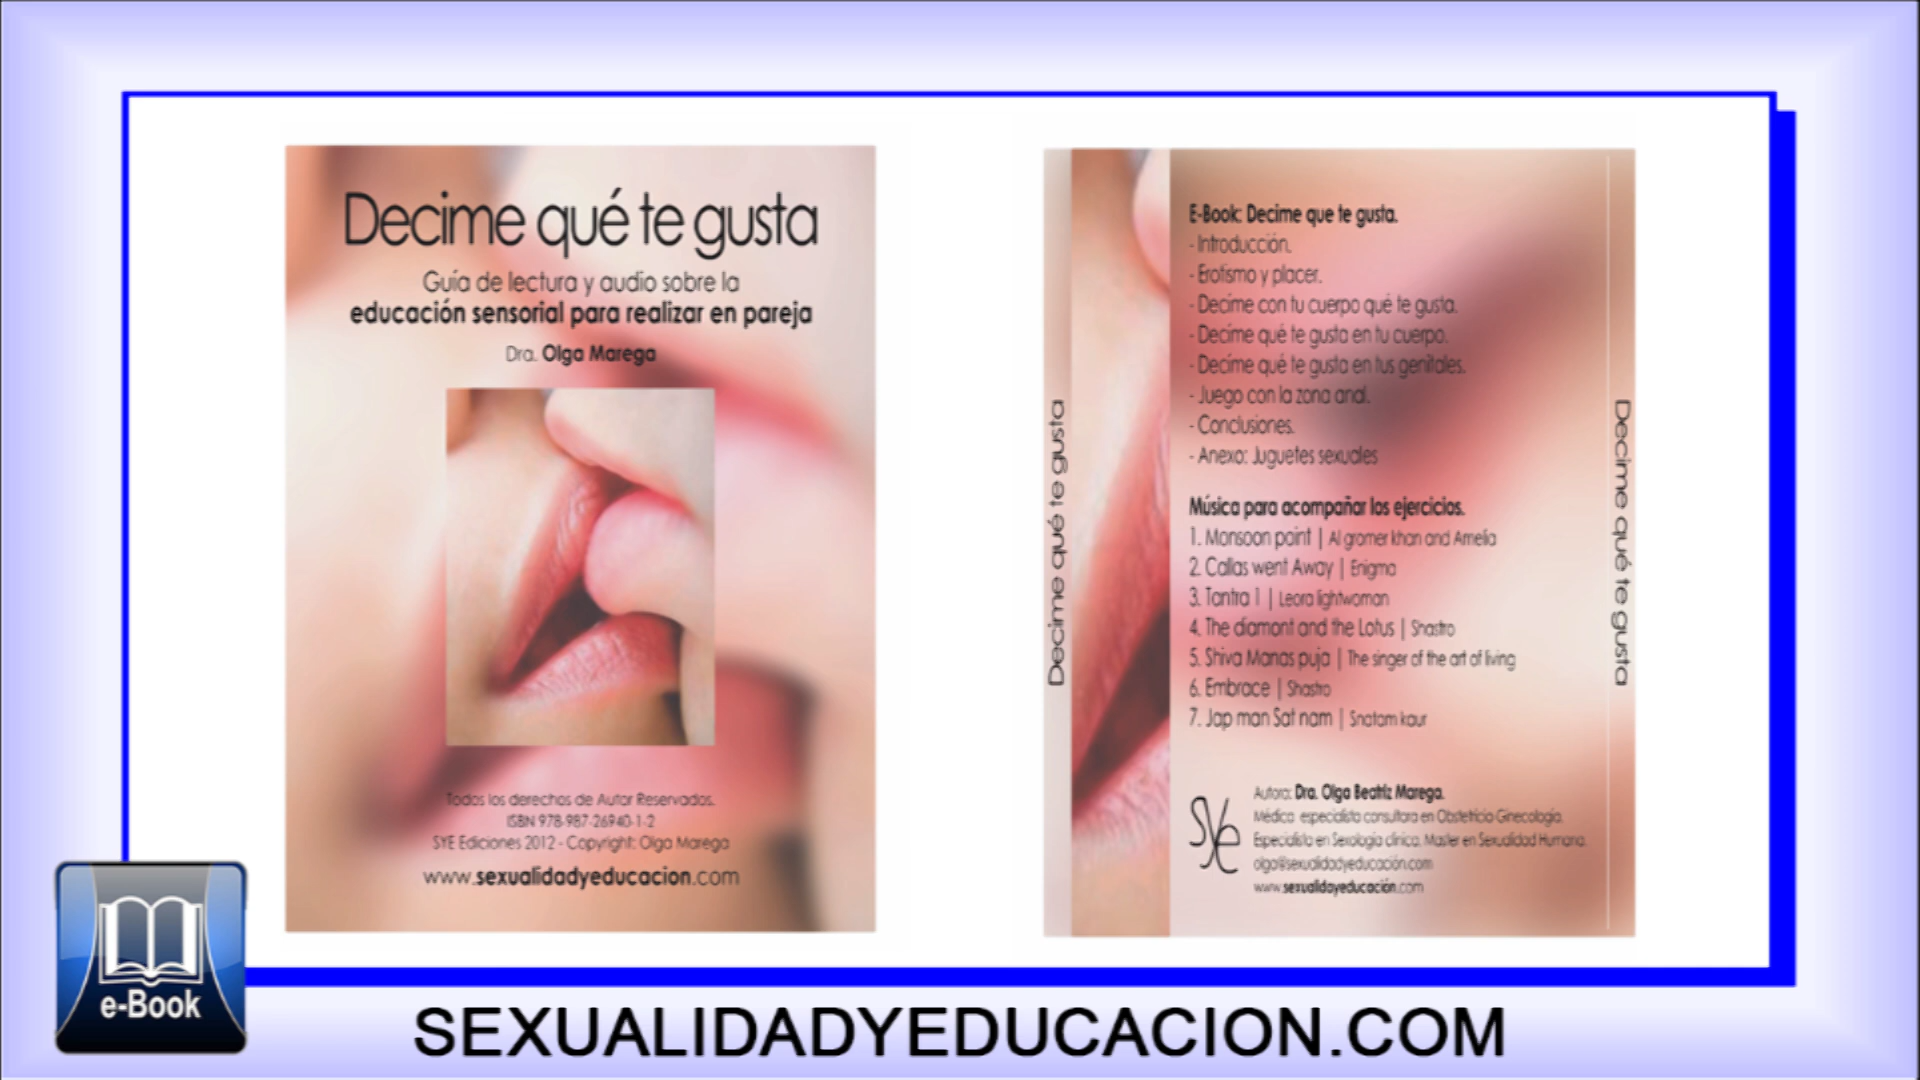 Decime qué te gusta
Guía de lectura y audio sobre la
educación sensorial para realizar en pareja
Dra. Olga Marega
Todos los derechos de Autor Reservados.
ISBN 978-987-26940-1-2
SYE Ediciones 2012 - Copyright: Olga Marega
www.sexualidadyeducacion.com
Decime qué te gusta
E-Book: Decime que te gusta.
- Introducción.
- Erotismo y placer.
- Decime con tu cuerpo qué te gusta.
- Decime qué te gusta en tu cuerpo.
- Decime qué te gusta en tus genitales.
- Juego con la zona anal.
- Conclusiones.
- Anexo: Juguetes sexuales
Música para acompañar los ejercicios.
1. Monsoon point | Al gromer khan and Amelia
2. Callas went Away | Enigma
3. Tantra 1 | Leora lightwoman
4. The diamont and the Lotus | Shastro
5. Shiva Manas puja | The singer of the art of living
6. Embrace | Shastro
7. Jap man Sat nam | Snatam kaur
SYE
Autora: Dra. Olga Beatriz Marega.
Médica especialista consultora en Obstetricia Ginecología.
Especialista en Sexología clínica. Master en Sexualidad Humana.
olga@sexualidadyeducación.com
www.sexualidayeducación.com
Decime qué te gusta
e-Book
SEXUALIDADYEDUCACION.COM